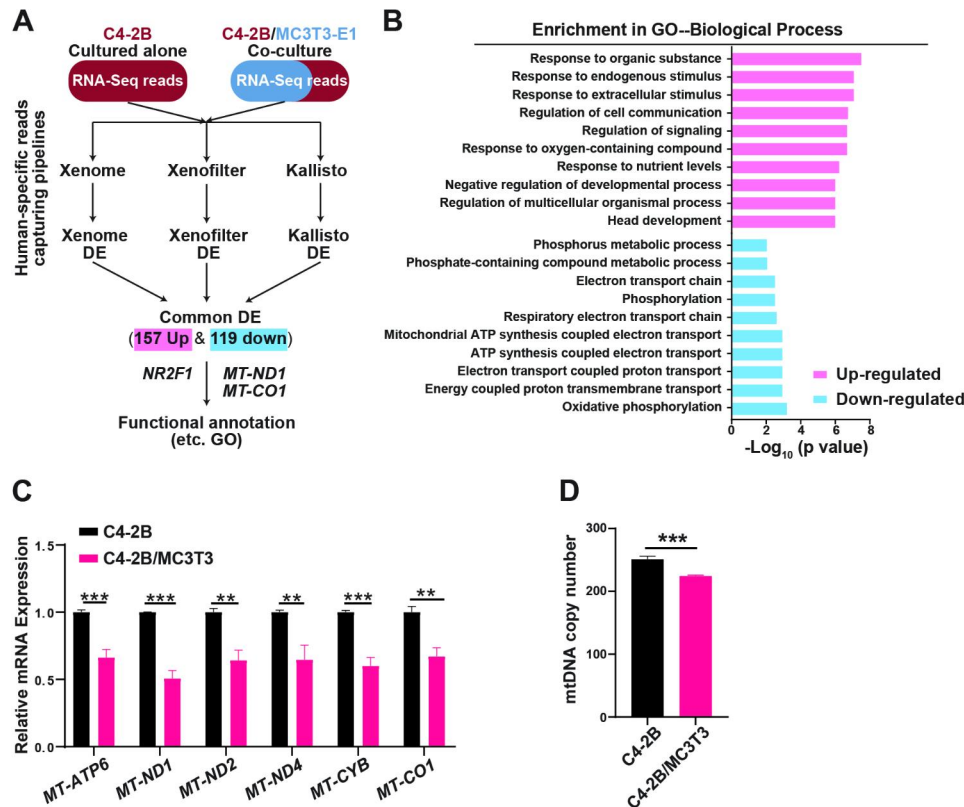 A
C4-2B
Cultured alone
RNA-Seq reads
C4-2B/MC3T3-E1
Co-culture
RNA-Seq reads
Human-specific reads
capturing pipelines
Xenome
Xenofilter
Kallisto
Xenome
DE
Xenofilter
DE
Kallisto
DE
Common DE
(157 Up & 119 down)
NR2F1
MT-ND1
MT-CO1
Functional annotation
(etc. GO)
B
Enrichment in GO--Biological Process
Response to organic substance
Response to endogenous stimulus
Response to extracellular stimulus
Regulation of cell communication
Regulation of signaling
Response to oxygen-containing compound
Response to nutrient levels
Negative regulation of developmental process
Regulation of multicellular organismal process
Head development
Phosphorus metabolic process
Phosphate-containing compound metabolic process
Electron transport chain
Phosphorylation
Respiratory electron transport chain
Mitochondrial ATP synthesis coupled electron transport
ATP synthesis coupled electron transport
Electron transport coupled proton transport
Energy coupled proton transmembrane transport
Oxidative phosphorylation
Up-regulated
Down-regulated
0 2 4 6 8
-Log10 (p value)
C
C4-2B
C4-2B/MC3T3
Relative mRNA Expression
1.5
1.0
0.5
0.0
*** *** ** ** *** **
MT-ATP6 MT-ND1 MT-ND2 MT-ND4 MT-CYB MT-CO1
D
mtDNA copy number
300
200
100
0
***
C4-2B
C4-2B/MC3T3